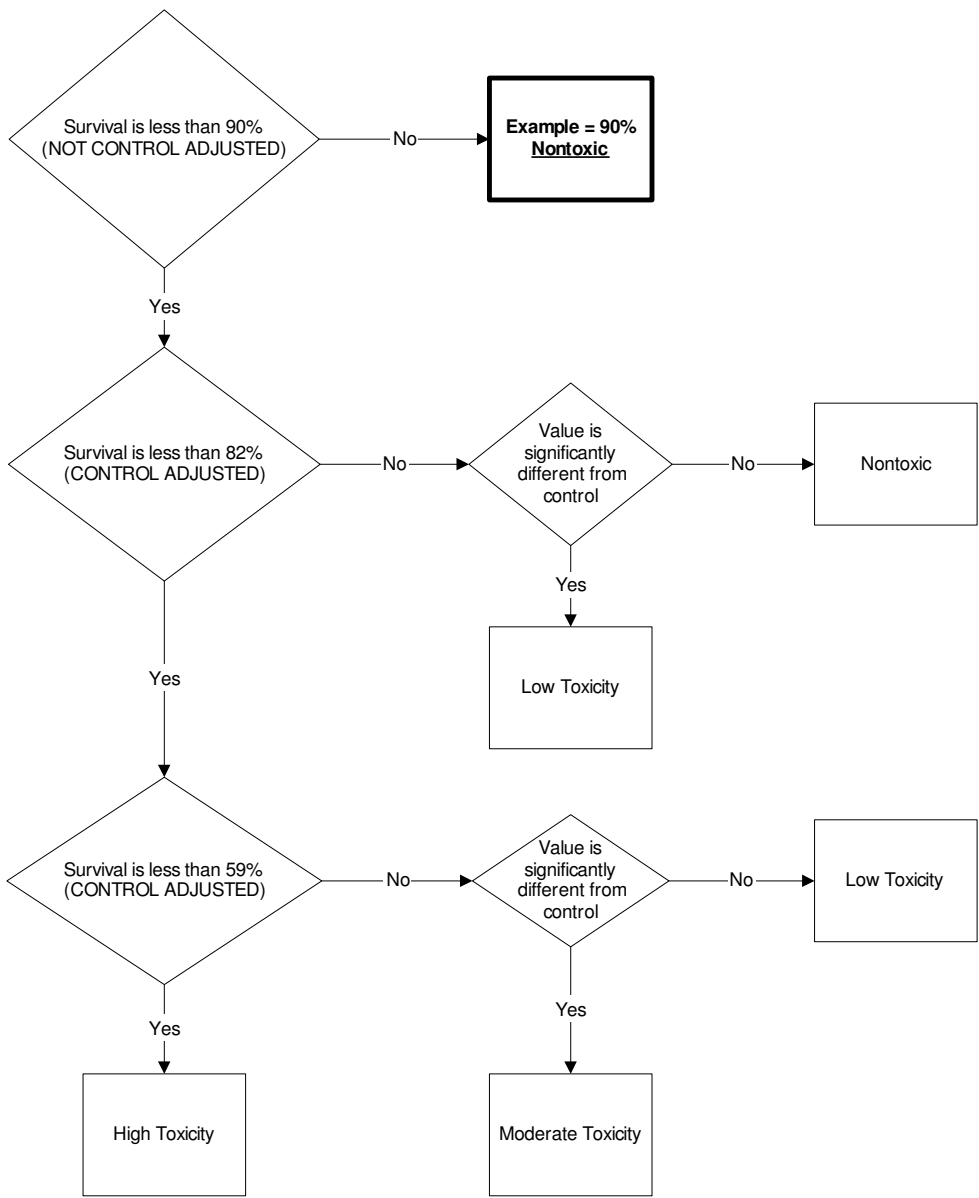 Survival is less than 90%
(NOT CONTROL ADJUSTED)
No
Example = 90%
Nontoxic
Yes
Survival is less than 82%
(CONTROL ADJUSTED)
No
Value is
significantly
different from
control
No
Nontoxic
Yes
Low Toxicity
Yes
Survival is less than 59%
(CONTROL ADJUSTED)
No
Value is
significantly
different from
control
No
Low Toxicity
Yes
High Toxicity
Yes
Moderate Toxicity